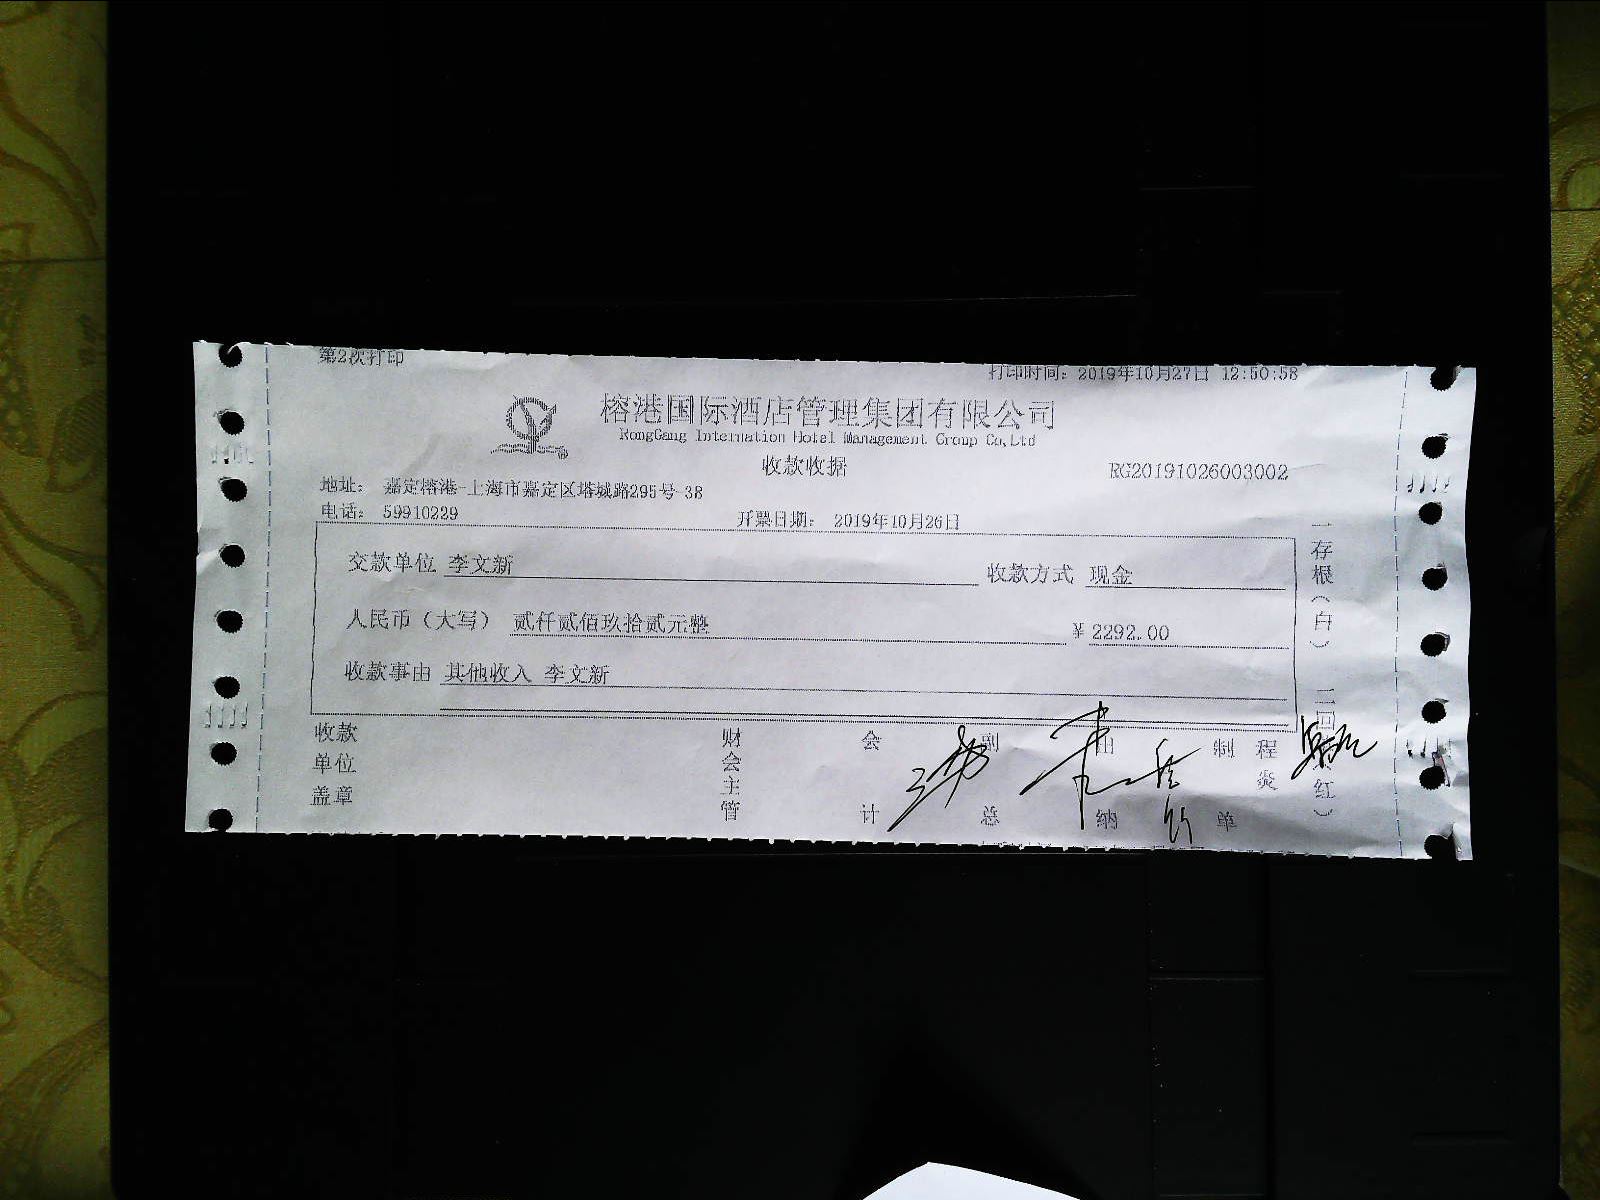 第2次打印
打印时间：2019年10月27日 12:50:58
榕港国际酒店管理集团有限公司
RongGang Internation Hotel Management Group Co,Ltd
收款收据
RG20191026003002
地址： 嘉定榕港-上海市嘉定区塔城路295号-38
电话： 59910229 开票日期： 2019年10月26日
交款单位 李文新 收款方式 现金
人民币（大写） 贰仟贰佰玖拾贰元整 ￥2292.00
收款事由 其他收入 李文新
收款单位盖章 财会主管 会计 副总 出纳 制单 程炎
一存根（白） 二回 红）